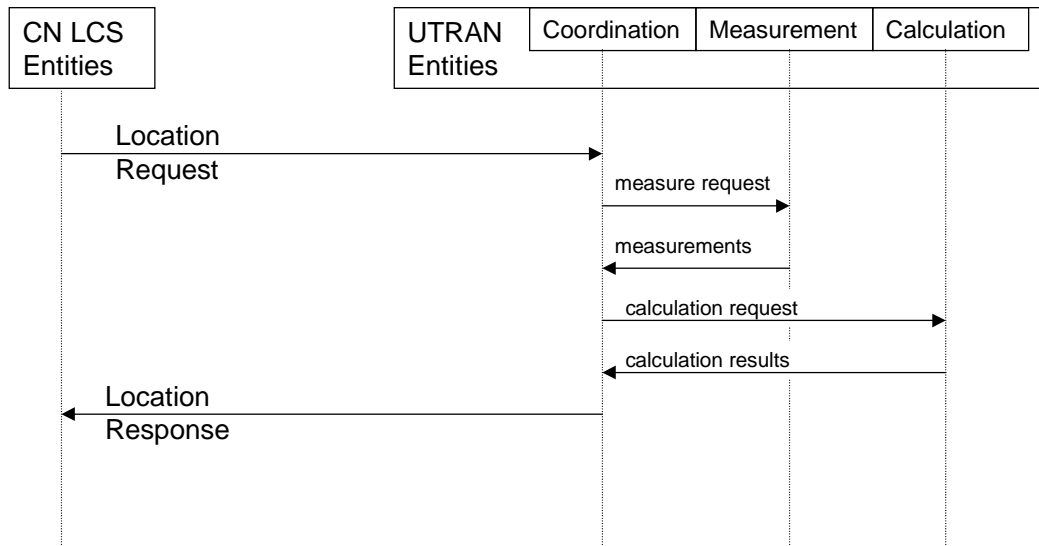 CN LCS
Entities
UTRAN
Entities
Coordination
Measurement
Calculation
Location
Request
measure request
measurements
calculation request
calculation results
Location
Response